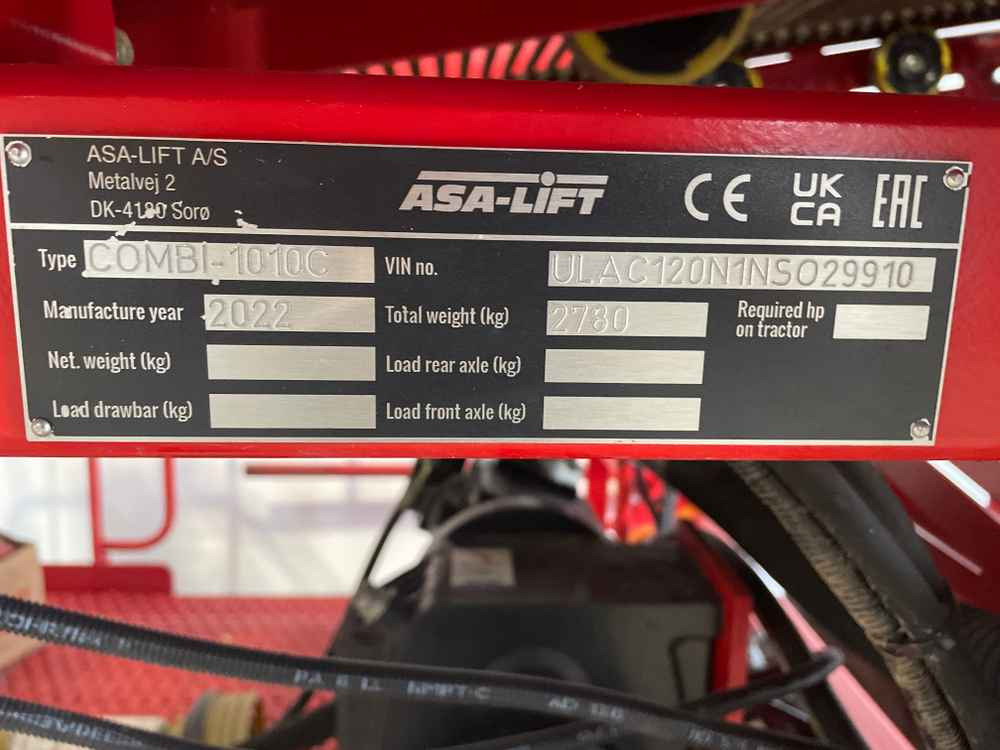 ASA-LIFT A/S
Metalvej 2
DK-4180 Sorø
ASA-LIFT
CE
UK
CA
EAC
Type COMBI-1010C
VIN no. ULAC120N1NS029910
Manufacture year 2022
Total weight (kg) 2780
Required hp
on tractor
Net. weight (kg)
Load rear axle (kg)
Load drawbar (kg)
Load front axle (kg)